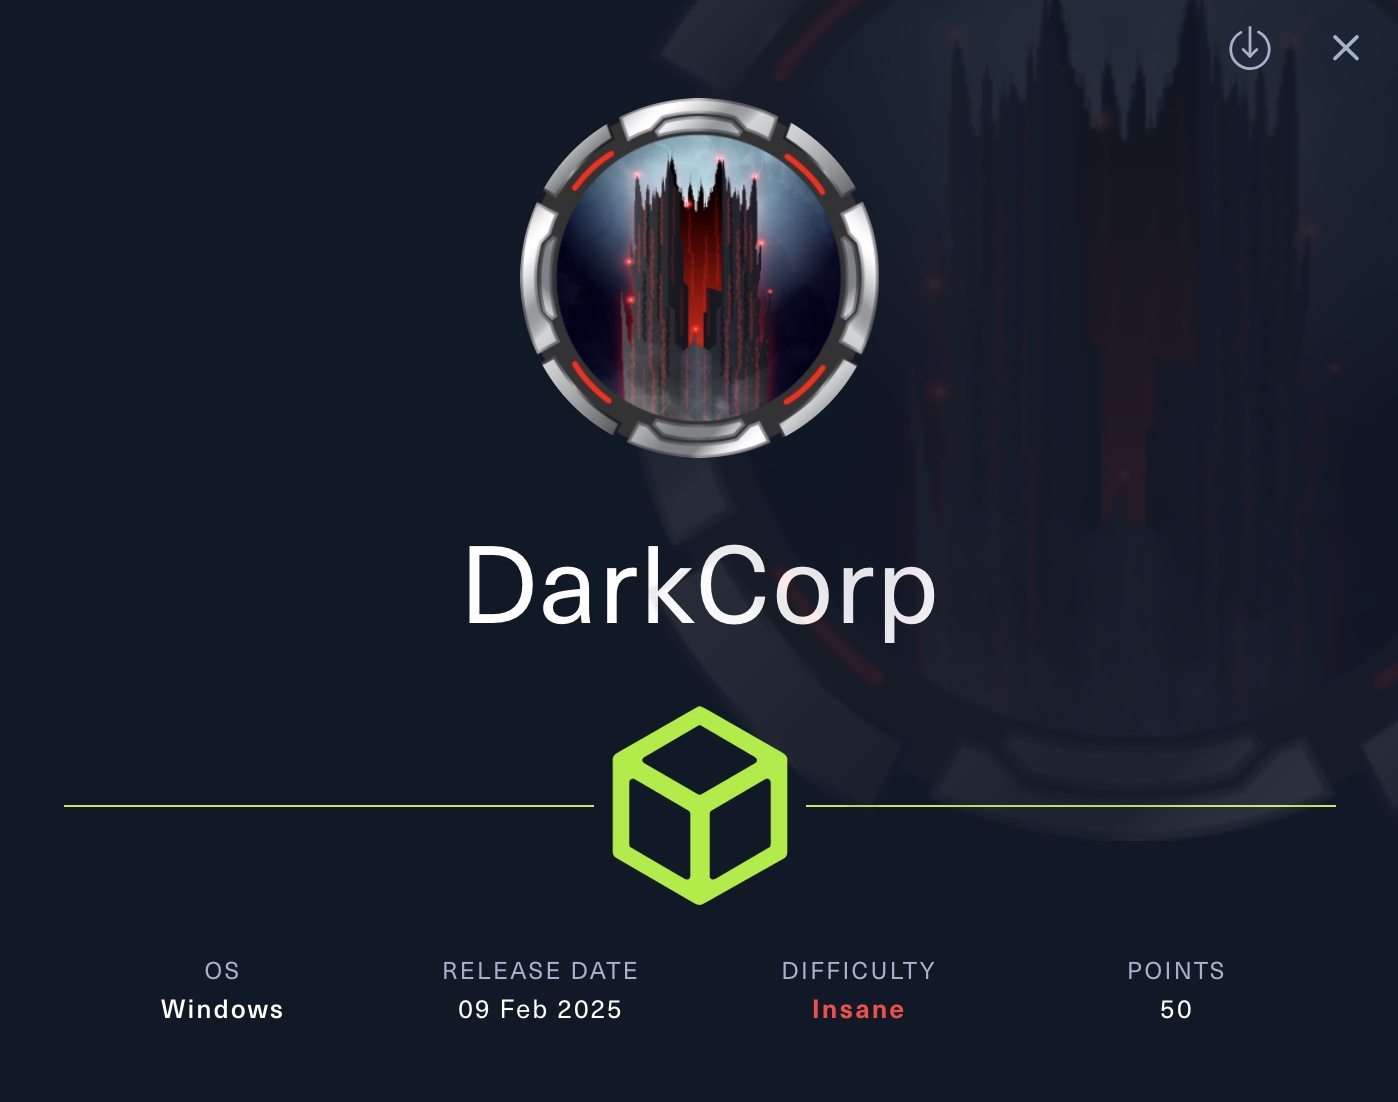 DarkCorp
OS
Windows
RELEASE DATE
09 Feb 2025
DIFFICULTY
Insane
POINTS
50